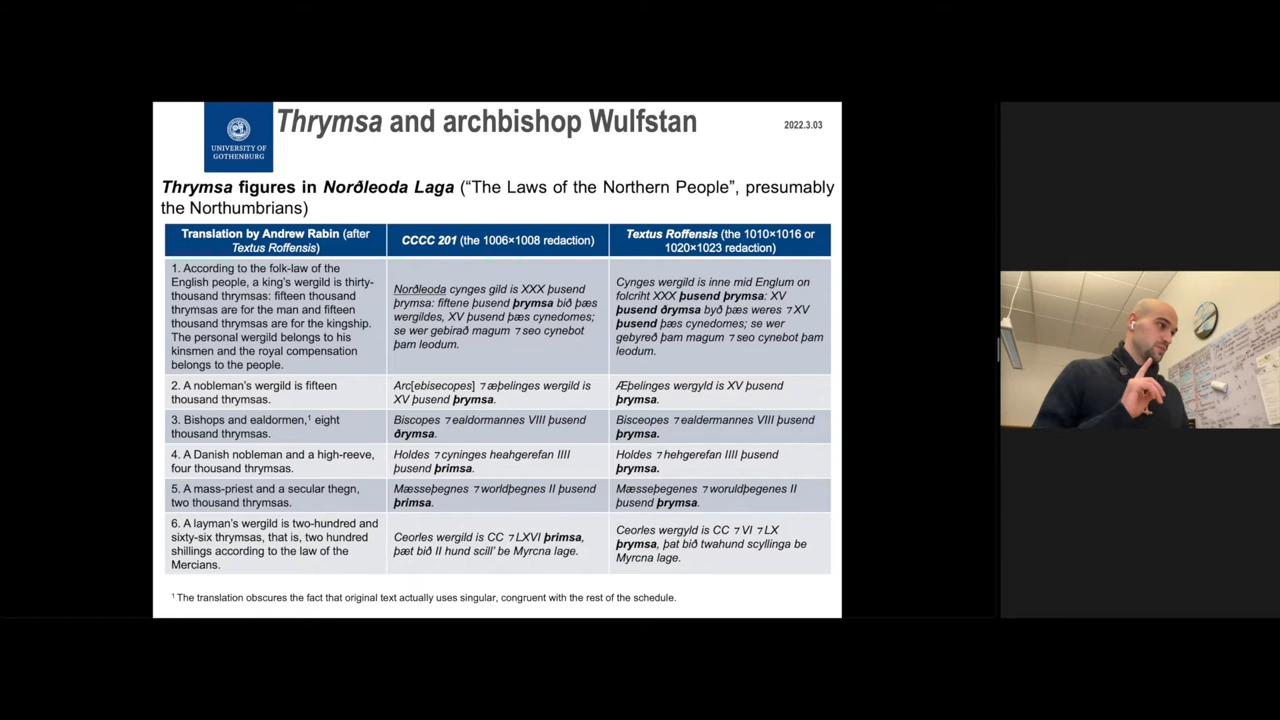 Thrymsa and archbishop Wulfstan
2022.3.03
UNIVERSITY OF
GOTHENBURG
Thrymsa figures in Norðleoda Laga (“The Laws of the Northern People”, presumably
the Northumbrians)
Translation by Andrew Rabin (after
Textus Roffensis)
CCCC 201 (the 1006×1008 redaction)
Textus Roffensis (the 1010×1016 or
1020×1023 redaction)
1. According to the folk-law of the
English people, a king’s wergild is thirty-
thousand thrymsas: fifteen thousand
thrymsas are for the man and fifteen
thousand thrymsas are for the kingship.
The personal wergild belongs to his
kinsmen and the royal compensation
belongs to the people.
Norðleoda cynges gild is XXX þusend
þrymsa: fiftene þusend þrymsa bið þæs
wergildes, XV þusend þæs cynedomes;
se wer gebirað magum ⁊ seo cynebot
þam leodum.
Cynges wergild is inne mid Englum on
folcriht XXX þusend þrymsa: XV
þusend ðrymsa byð þæs weres ⁊ XV
þusend þæs cynedomes; se wer
gebyreð þam magum ⁊ seo cynebot þam
leodum.
2. A nobleman’s wergild is fifteen
thousand thrymsas.
Arc[ebisecopes] ⁊ æþelinges wergild is
XV þusend þrymsa.
Æþelinges wergyld is XV þusend
þrymsa.
3. Bishops and ealdormen,¹ eight
thousand thrymsas.
Biscopes ⁊ ealdormannes VIII þusend
ðrymsa.
Bisceopes ⁊ ealdermannes VIII þusend
þrymsa.
4. A Danish nobleman and a high-reeve,
four thousand thrymsas.
Holdes ⁊ cyninges heahgerefan IIII
þusend þrimsa.
Holdes ⁊ hehgerefan IIII þusend
þrymsa.
5. A mass-priest and a secular thegn,
two thousand thrymsas.
Mæsseþegnes ⁊ worldþegnes II þusend
þrimsa.
Mæsseþegenes ⁊ woruldþegenes II
þusend þrymsa.
6. A layman’s wergild is two-hundred and
sixty-six thrymsas, that is, two hundred
shillings according to the law of the
Mercians.
Ceorles wergild is CC ⁊ LXVI þrimsa,
þæt bið II hund scill’ be Myrcna lage.
Ceorles wergyld is CC ⁊ VI ⁊ LX
þrymsa, þat bið twahund scyllinga be
Myrcna lage.
¹ The translation obscures the fact that original text actually uses singular, congruent with the rest of the schedule.